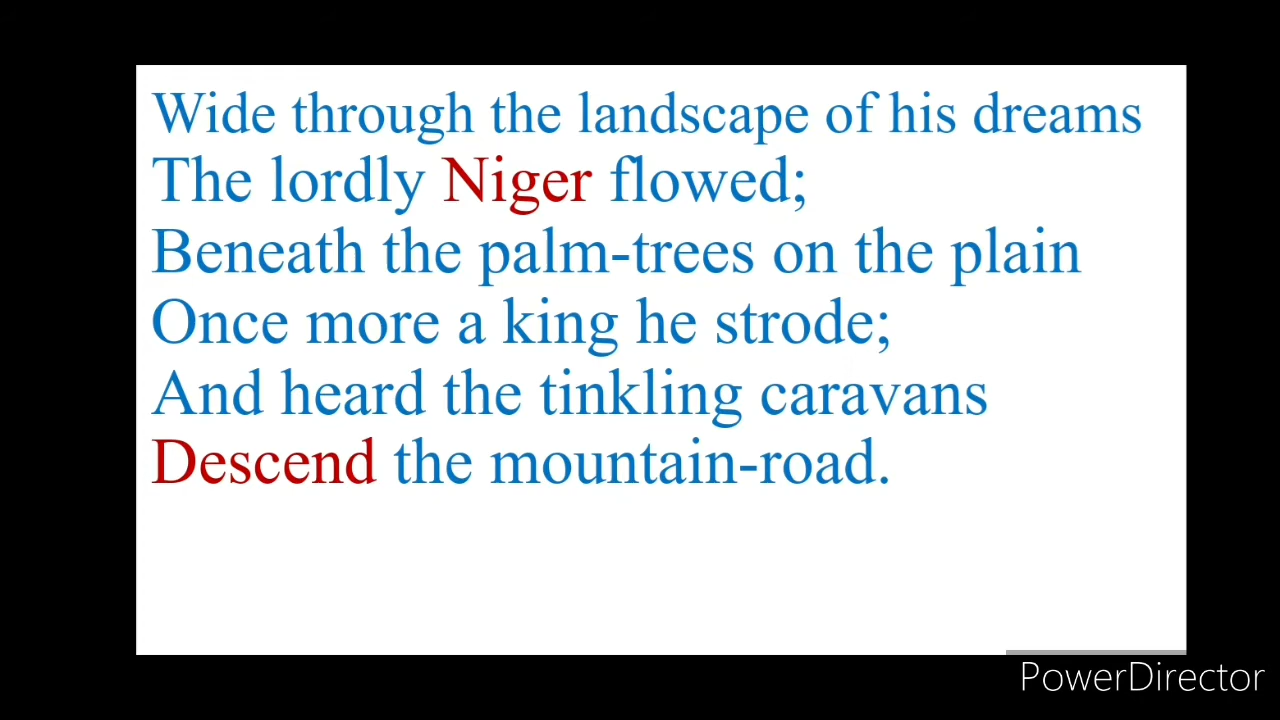 Wide through the landscape of his dreams
The lordly Niger flowed;
Beneath the palm-trees on the plain
Once more a king he strode;
And heard the tinkling caravans
Descend the mountain-road.
PowerDirector